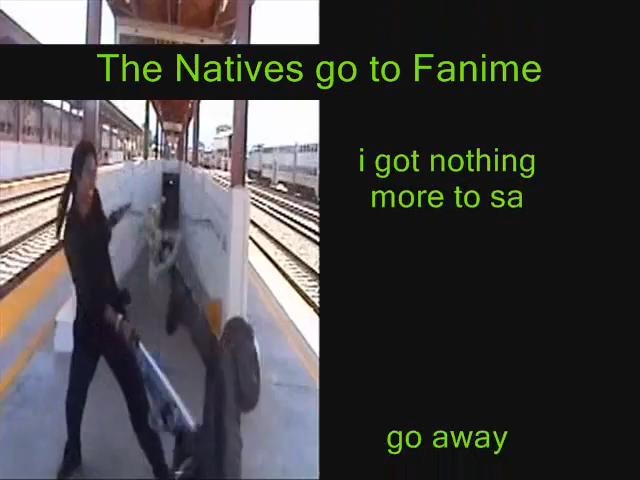 The Natives go to Fanime
i got nothing
more to sa
go away